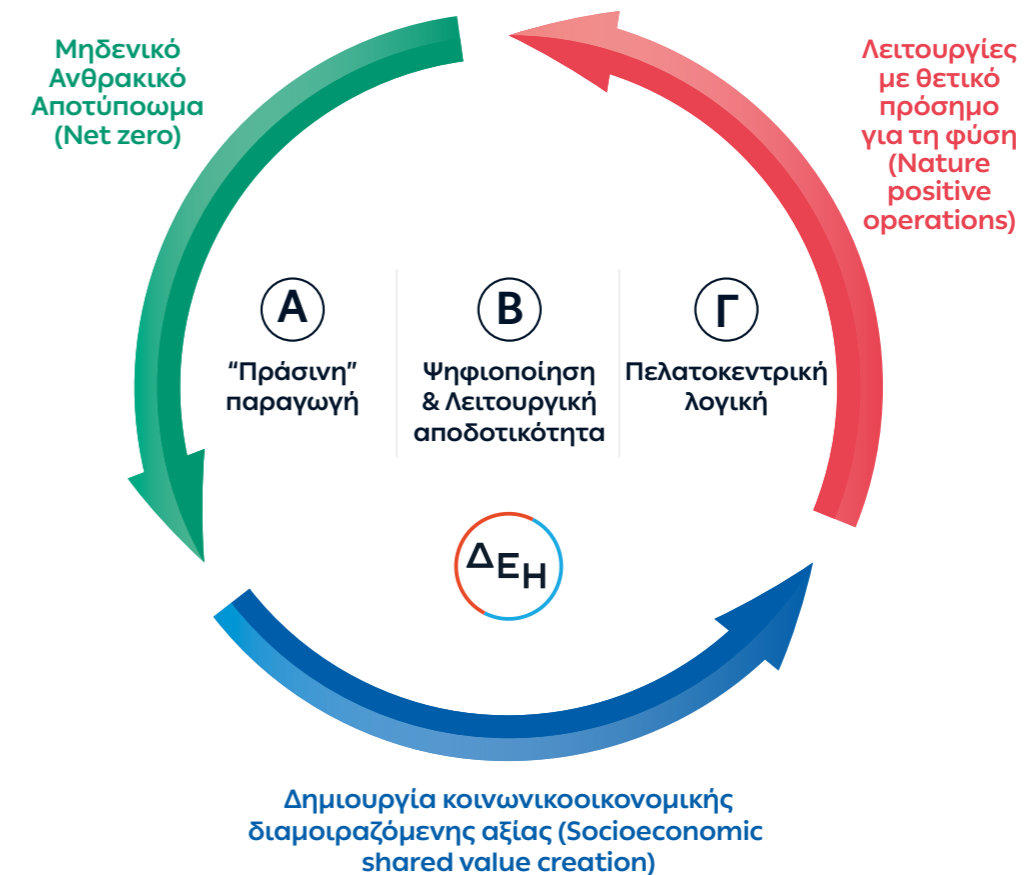 Μηδενικό
Ανθρακικό
Αποτύποωμα
(Net zero)
Λειτουργίες
με θετικό
πρόσημο
για τη φύση
(Nature
positive
operations)
Α
"Πράσινη"
παραγωγή
Β
Ψηφιοποίηση
& Λειτουργική
αποδοτικότητα
Γ
Πελατοκεντρική
λογική
ΔΕΗ
Δημιουργία κοινωνικοοικονομικής
διαμοιραζόμενης αξίας (Socioeconomic
shared value creation)